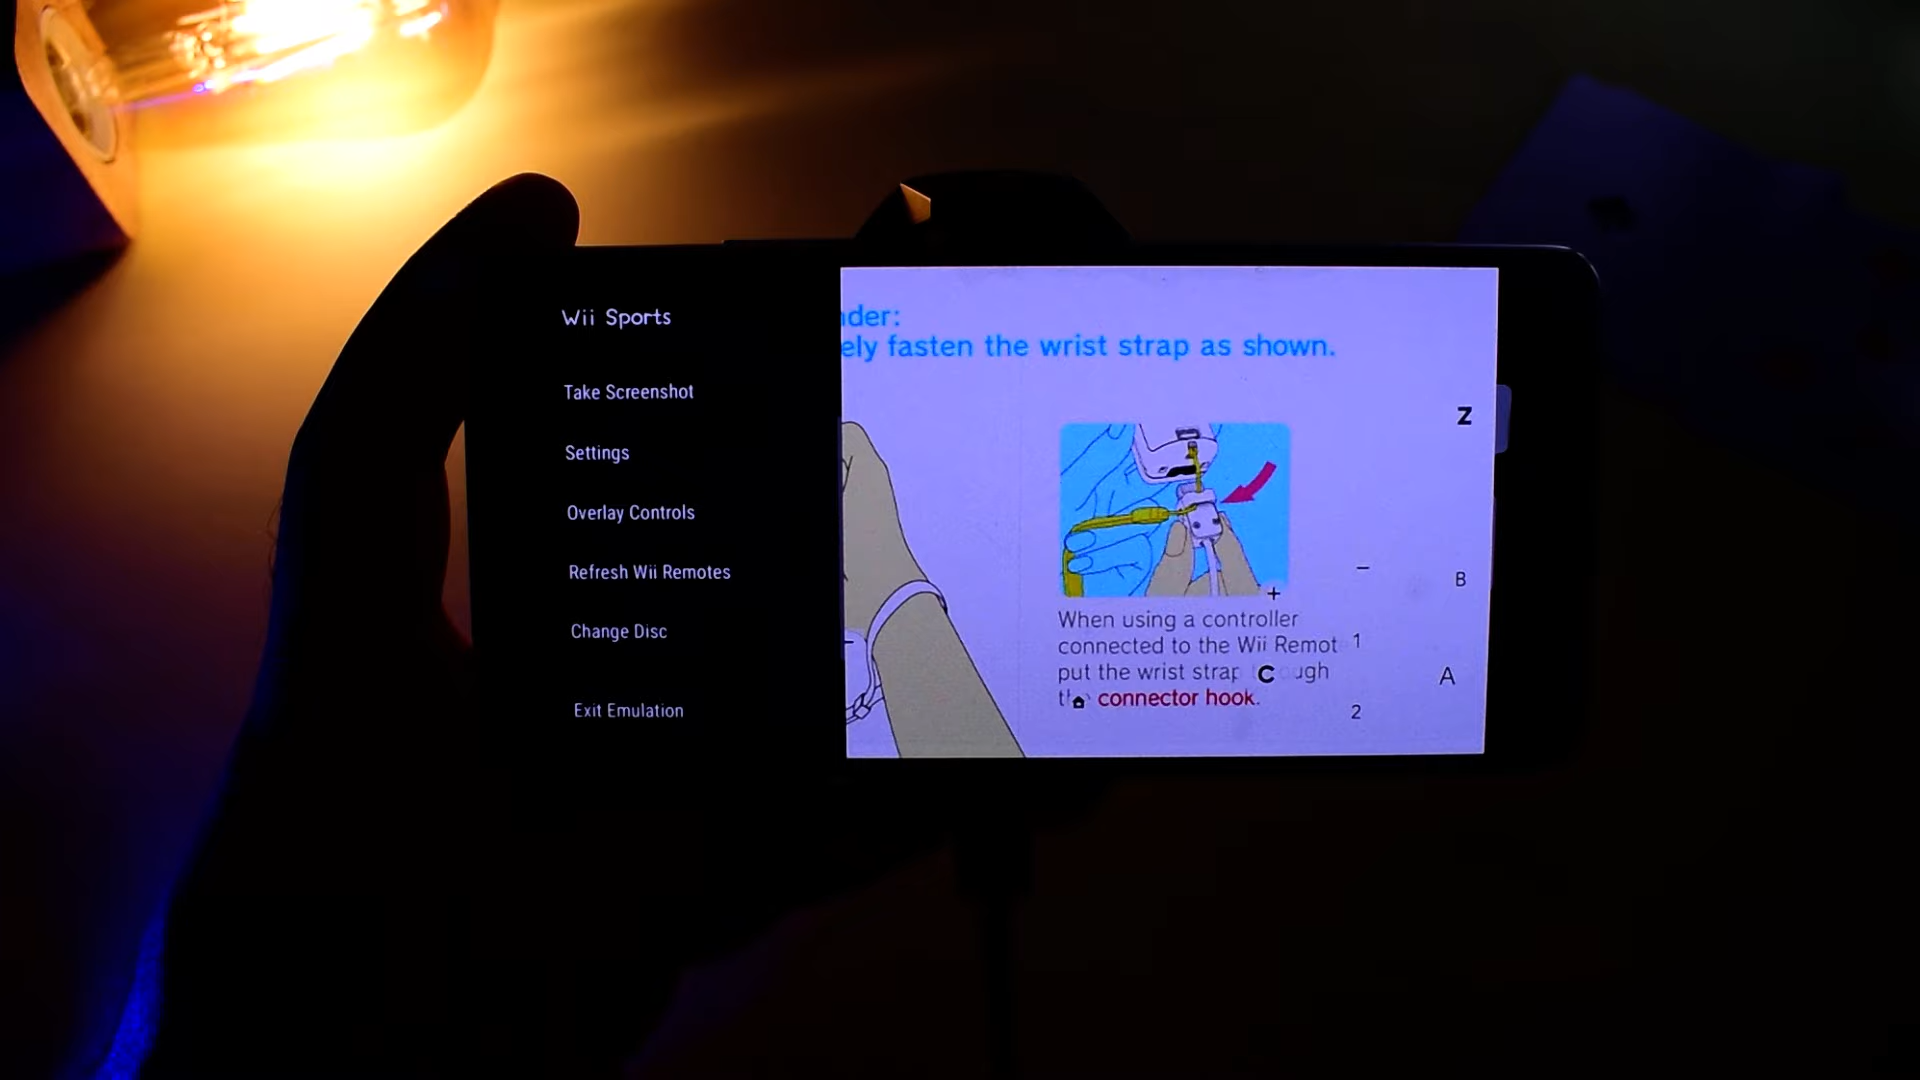 Wii Sports
Take Screenshot
Settings
Overlay Controls
Refresh Wii Remotes
Change Disc
Exit Emulation
nder:
ely fasten the wrist strap as shown.
When using a controller
connected to the Wii Remot
put the wrist strap ugh
connector hook.
Z
−
B
+
1
C
A
2